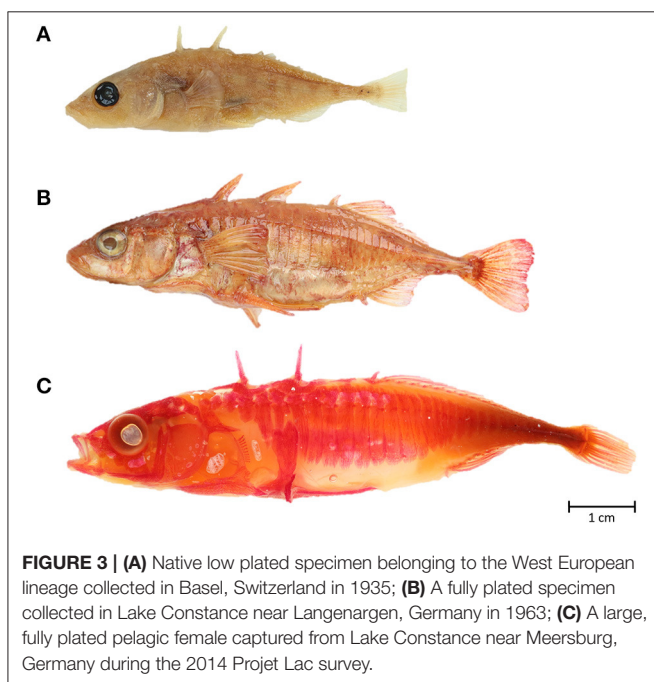 A
B
C
1 cm
FIGURE 3 | (A) Native low plated specimen belonging to the West European
lineage collected in Basel, Switzerland in 1935; (B) A fully plated specimen
collected in Lake Constance near Langenargen, Germany in 1963; (C) A large,
fully plated pelagic female captured from Lake Constance near Meersburg,
Germany during the 2014 Projet Lac survey.